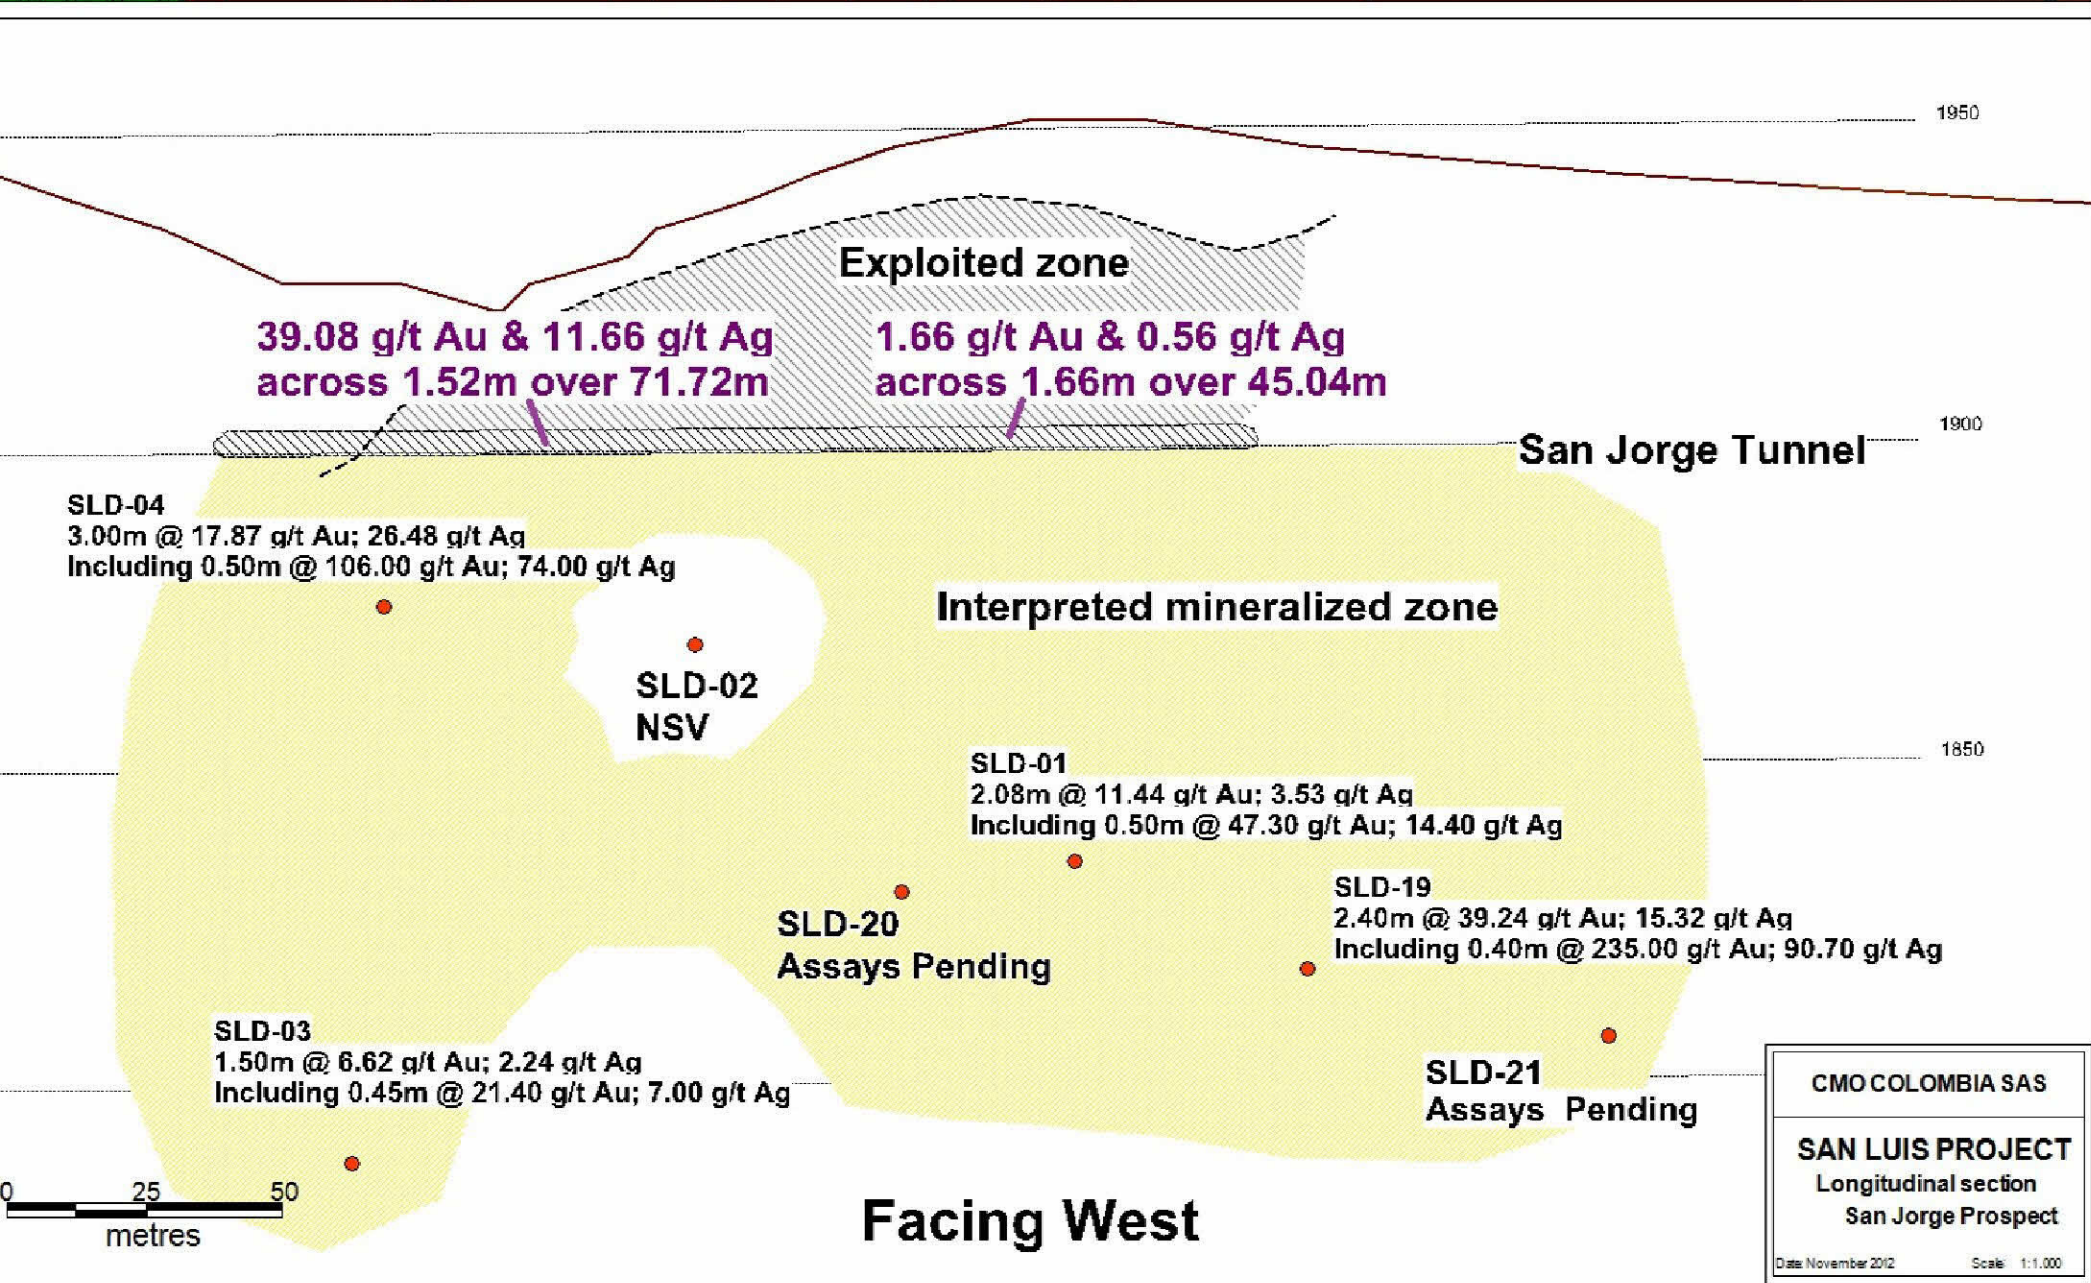 1950
Exploited zone
39.08 g/t Au & 11.66 g/t Ag
across 1.52m over 71.72m
1.66 g/t Au & 0.56 g/t Ag
across 1.66m over 45.04m
1900
San Jorge Tunnel
SLD-04
3.00m @ 17.87 g/t Au; 26.48 g/t Ag
Including 0.50m @ 106.00 g/t Au; 74.00 g/t Ag
Interpreted mineralized zone
SLD-02
NSV
1850
SLD-01
2.08m @ 11.44 g/t Au; 3.53 g/t Ag
Including 0.50m @ 47.30 g/t Au; 14.40 g/t Ag
SLD-19
2.40m @ 39.24 g/t Au; 15.32 g/t Ag
Including 0.40m @ 235.00 g/t Au; 90.70 g/t Ag
SLD-20
Assays Pending
SLD-03
1.50m @ 6.62 g/t Au; 2.24 g/t Ag
Including 0.45m @ 21.40 g/t Au; 7.00 g/t Ag
SLD-21
Assays Pending
0 25 50
metres
Facing West
CMO COLOMBIA SAS
SAN LUIS PROJECT
Longitudinal section
San Jorge Prospect
Date: November 2012 Scale: 1:1.000